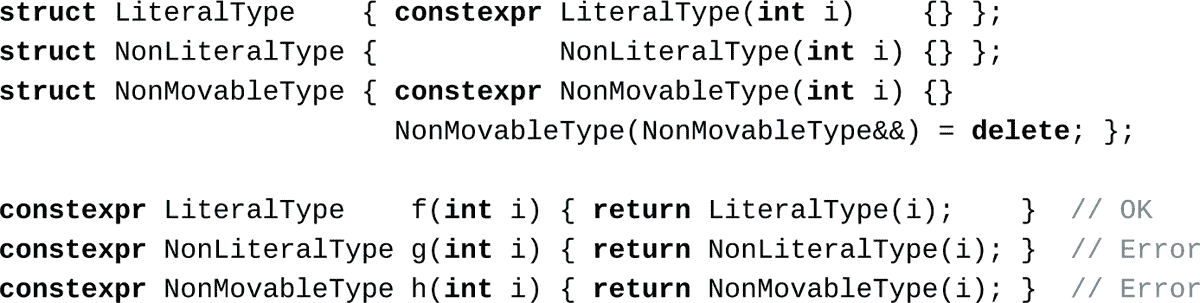 struct LiteralType    { constexpr LiteralType(int i)    {} };
struct NonLiteralType {           NonLiteralType(int i) {} };
struct NonMovableType { constexpr NonMovableType(int i) {}
                        NonMovableType(NonMovableType&&) = delete; };

constexpr LiteralType    f(int i) { return LiteralType(i);    }  // OK
constexpr NonLiteralType g(int i) { return NonLiteralType(i); }  // Error
constexpr NonMovableType h(int i) { return NonMovableType(i); }  // Error